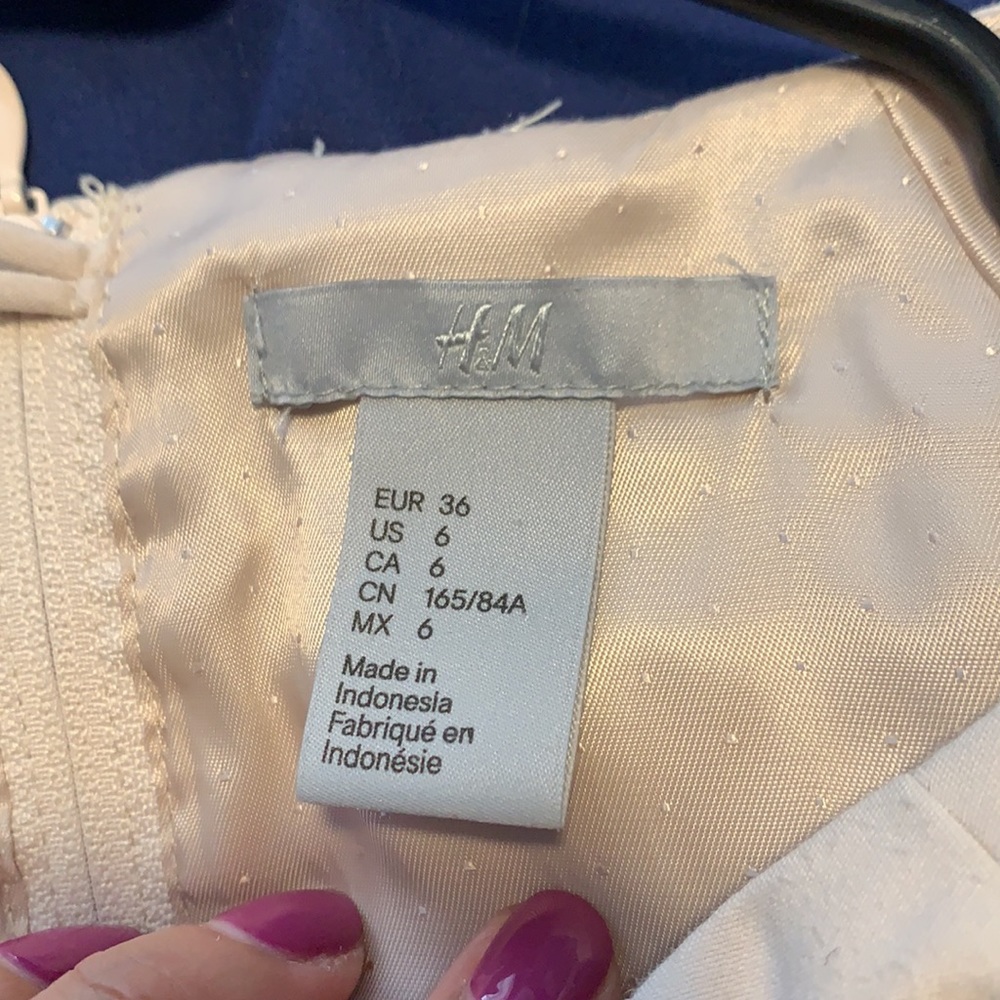 H&M
EUR 36
US 6
CA 6
CN 165/84A
MX 6
Made in
Indonesia
Fabriqué en
Indonésie